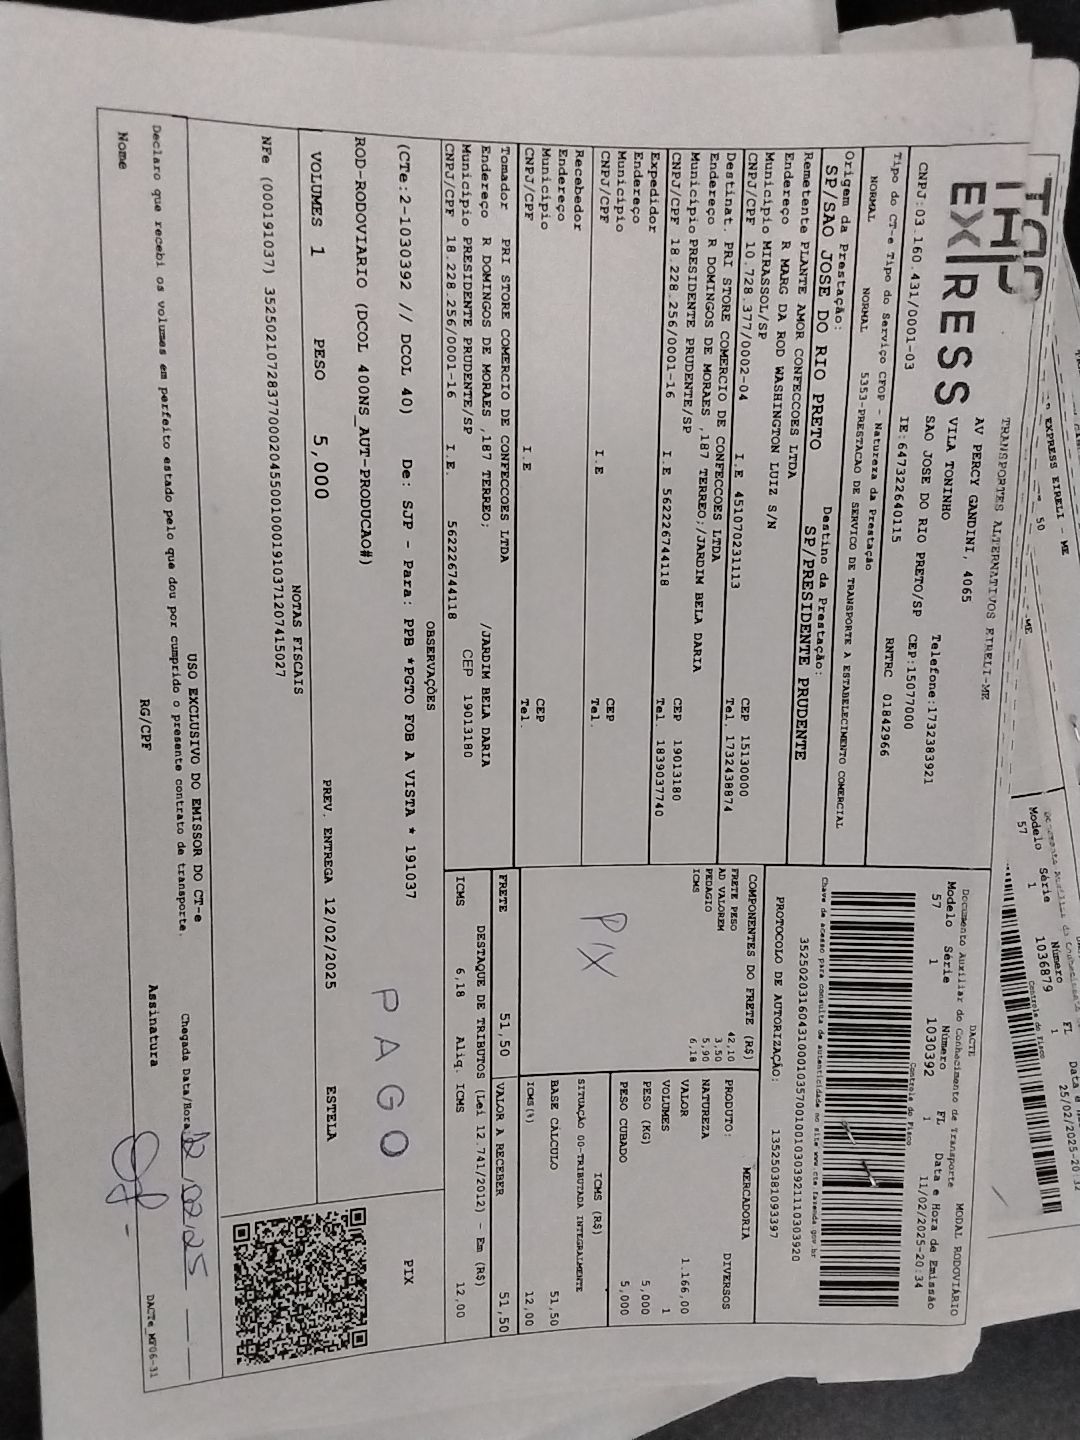 EXPRESS EIRELI - ME
50
-ME
Modelo Série Número FL
57 1 1036879 1
25/02/2025-20:32
Controle do Fisco
TAP
EXPRESS
TRANSPORTES ALTERNATIVOS EIRELI-ME
AV PERCY GANDINI, 4065
VILA TONINHO
SAO JOSE DO RIO PRETO/SP
Telefone:1732383921
CEP:15077000
CNPJ:03.160.431/0001-03
IE:647322640115
RNTRC 01842966
DACTE
MODAL RODOVIÁRIO
Documento Auxiliar do Conhecimento de Transporte
Modelo Série Número FL Data e Hora de Emissão
57 1 1030392 1 11/02/2025-20:34
Controle do Fisco
Chave de acesso para consulta de autenticidade no site www.cte.fazenda.gov.br
PROTOCOLO DE AUTORIZAÇÃO: 135250381093397
Tipo do CT-e Tipo do Serviço CFOP - Natureza da Prestação
NORMAL NORMAL 5353-PRESTACAO DE SERVICO DE TRANSPORTE A ESTABELECIMENTO COMERCIAL
Origem da Prestação: Destino da Prestação:
SP/SAO JOSE DO RIO PRETO SP/PRESIDENTE PRUDENTE
Remetente PLANTE AMOR CONFECCOES LTDA
Endereço R MARG DA ROD WASHINGTON LUIZ S/N
Município MIRASSOL/SP CEP 15130000
CNPJ/CPF 10.728.377/0002-04 I.E 451070231113 Tel. 1732438874
Destinat. PRI STORE COMERCIO DE CONFECCOES LTDA
Endereço R DOMINGOS DE MORAES ,187 TERREO;/JARDIM BELA DARIA
Município PRESIDENTE PRUDENTE/SP CEP 19013180
CNPJ/CPF 18.228.256/0001-16 I.E 562226744118 Tel 1839037740
Expedidor
Endereço
Município CEP
CNPJ/CPF I.E Tel.
Recebedor
Endereço
Município CEP
CNPJ/CPF I.E Tel.
Tomador PRI STORE COMERCIO DE CONFECCOES LTDA
Endereço R DOMINGOS DE MORAES ,187 TERREO; /JARDIM BELA DARIA
Município PRESIDENTE PRUDENTE/SP CEP 19013180
CNPJ/CPF 18.228.256/0001-16 I.E. 562226744118
COMPONENTES DO FRETE (R$)
FRETE PESO 42,10
AD VALOREM 3,50
PEDAGIO 5,90
ICMS 6,18
PIX
MERCADORIA
PRODUTO: DIVERSOS
NATUREZA
VALOR 1.166,00
VOLUMES 1
PESO (KG) 5,000
PESO CUBADO 5,000
ICMS (R$)
SITUAÇÃO 00-TRIBUTADA INTEGRALMENTE
BASE CÁLCULO 51,50
ICMS(%) 12,00
FRETE 51,50 VALOR A RECEBER 51,50
DESTAQUE DE TRIBUTOS (Lei 12.741/2012) - Em (R$)
ICMS 6,18 Aliq. ICMS 12,00
OBSERVAÇÕES
(CTe:2-1030392 // DCOL 40) De: SJP - Para: PPB *PGTO FOB A VISTA * 191037
PAGO
PIX
ROD-RODOVIARIO (DCOL 400NS_AUT-PRODUCAO#)
VOLUMES 1 PESO 5,000 PREV. ENTREGA 12/02/2025 ESTELA
NOTAS FISCAIS
NFe (000191037) 35250210728377000204550010001910371207415027
USO EXCLUSIVO DO EMISSOR DO CT-e
Declaro que recebi os volumes em perfeito estado pelo que dou por cumprido o presente contrato de transporte.
Chegada Data/Hora 12/02/25
Nome RG/CPF Assinatura
DACTe_MF06-31